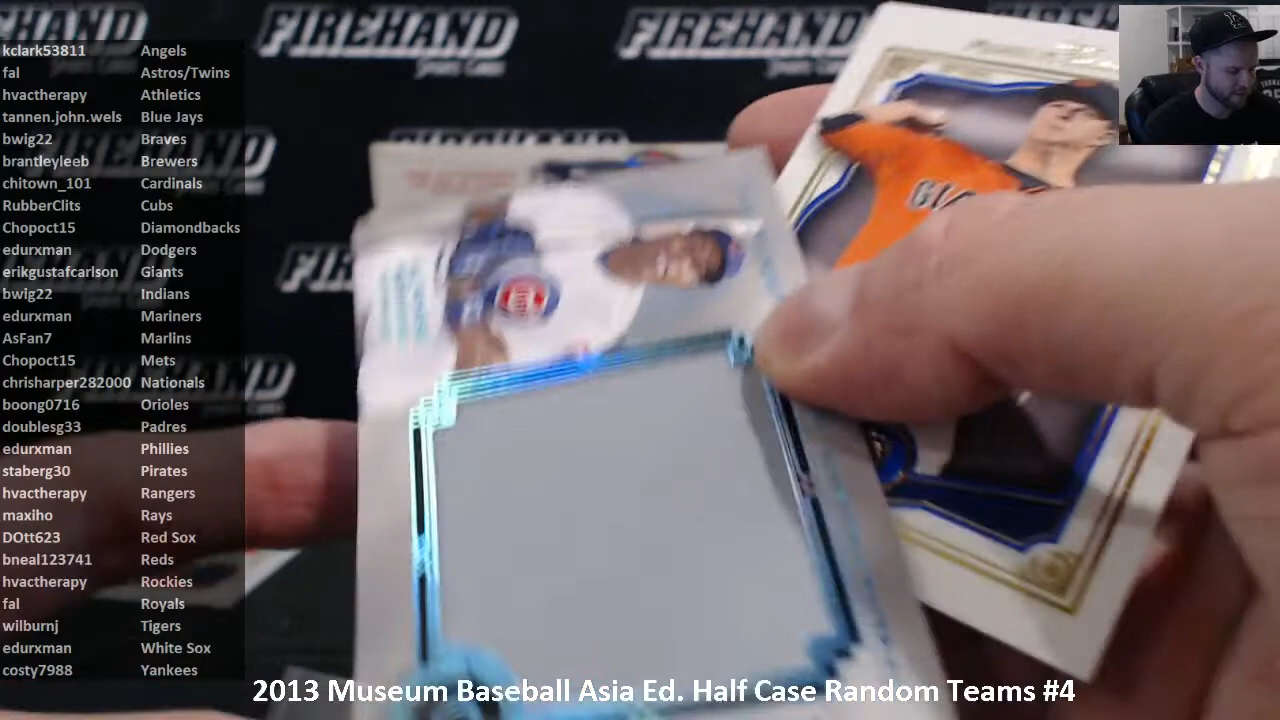 FIREHAND
FIREHAND
kclark53811 Angels
fal Astros/Twins
hvactherapy Athletics
tannen.john.wels Blue Jays
bwig22 Braves
brantleyleeb Brewers
chitown_101 Cardinals
RubberClits Cubs
Chopoct15 Diamondbacks
edurxman Dodgers
erikgustafcarlson Giants
bwig22 Indians
edurxman Mariners
AsFan7 Marlins
Chopoct15 Mets
chrisharper282000 Nationals
boong0716 Orioles
doublesg33 Padres
edurxman Phillies
staberg30 Pirates
hvactherapy Rangers
maxiho Rays
DOtt623 Red Sox
bneal123741 Reds
hvactherapy Rockies
fal Royals
wilburnj Tigers
edurxman White Sox
costy7988 Yankees
2013 Museum Baseball Asia Ed. Half Case Random Teams #4